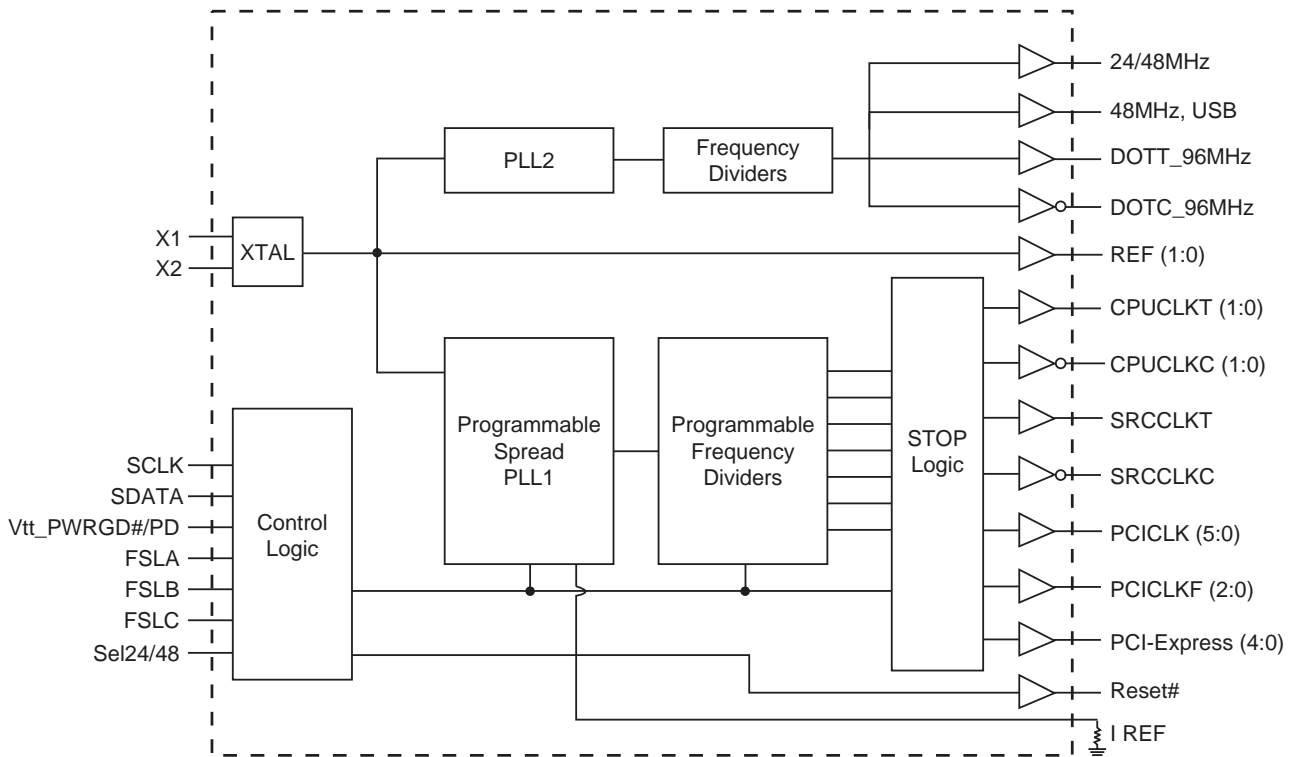 24/48MHz
48MHz, USB
PLL2
Frequency
Dividers
DOTT_96MHz
DOTC_96MHz
X1
X2
XTAL
REF (1:0)
CPUCLKT (1:0)
CPUCLKC (1:0)
Programmable
Spread
PLL1
Programmable
Frequency
Dividers
STOP
Logic
SRCCLKT
SRCCLKC
SCLK
SDATA
Vtt_PWRGD#/PD
FSLA
FSLB
FSLC
Sel24/48
Control
Logic
PCICLK (5:0)
PCICLKF (2:0)
PCI-Express (4:0)
Reset#
I REF